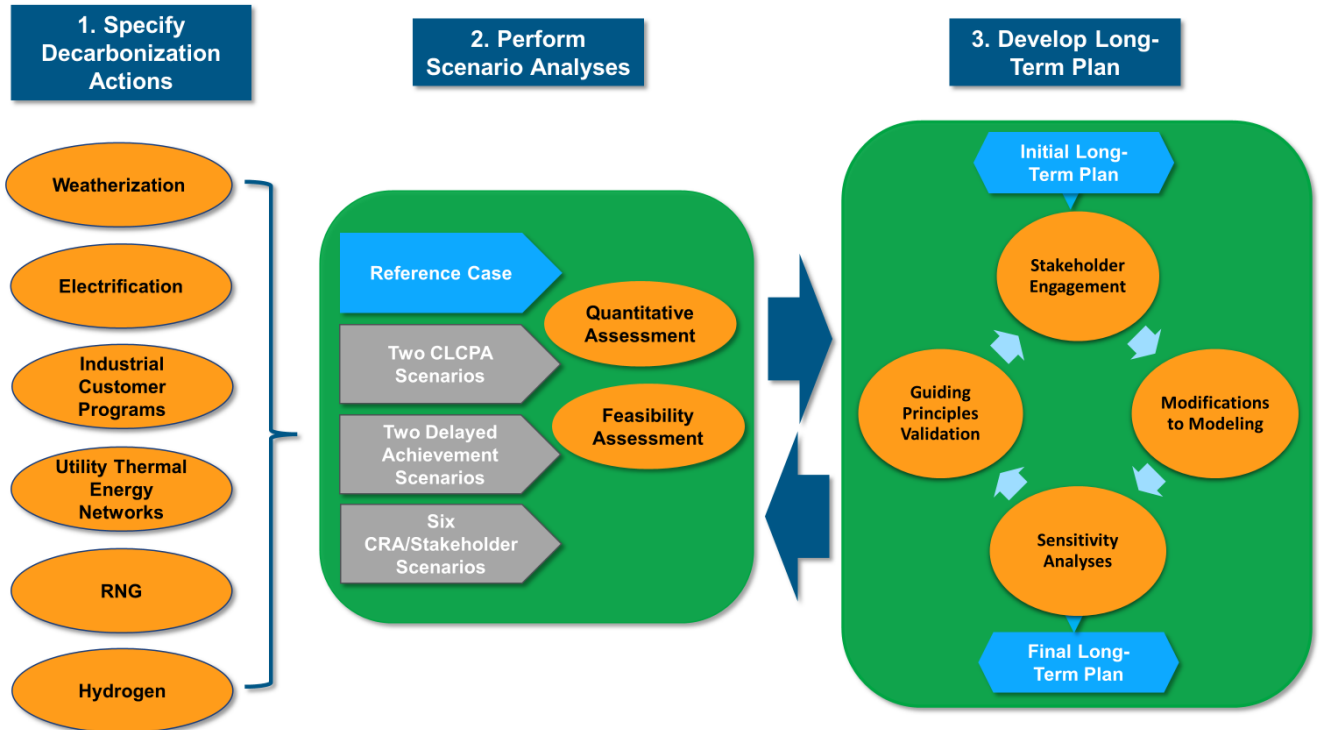 1. Specify
Decarbonization
Actions
2. Perform
Scenario Analyses
3. Develop Long-
Term Plan
Weatherization
Electrification
Industrial
Customer
Programs
Utility Thermal
Energy
Networks
RNG
Hydrogen
Reference Case
Two CLCPA
Scenarios
Two Delayed
Achievement
Scenarios
Six
CRA/Stakeholder
Scenarios
Quantitative
Assessment
Feasibility
Assessment
Initial Long-
Term Plan
Stakeholder
Engagement
Guiding
Principles
Validation
Modifications
to Modeling
Sensitivity
Analyses
Final Long-
Term Plan